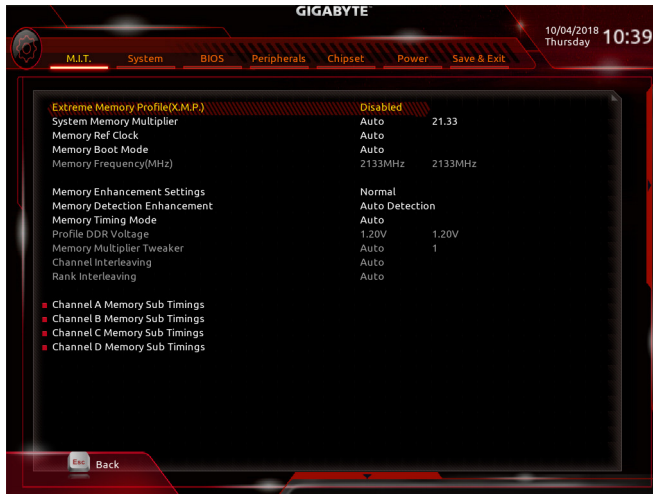 GIGABYTE
10/04/2018 Thursday 10:39
M.I.T. System BIOS Peripherals Chipset Power Save & Exit
Extreme Memory Profile(X.M.P.) Disabled
System Memory Multiplier Auto 21.33
Memory Ref Clock Auto
Memory Boot Mode Auto
Memory Frequency(MHz) 2133MHz 2133MHz
Memory Enhancement Settings Normal
Memory Detection Enhancement Auto Detection
Memory Timing Mode Auto
Profile DDR Voltage 1.20V 1.20V
Memory Multiplier Tweaker Auto 1
Channel Interleaving Auto
Rank Interleaving Auto
Channel A Memory Sub Timings
Channel B Memory Sub Timings
Channel C Memory Sub Timings
Channel D Memory Sub Timings
Esc Back